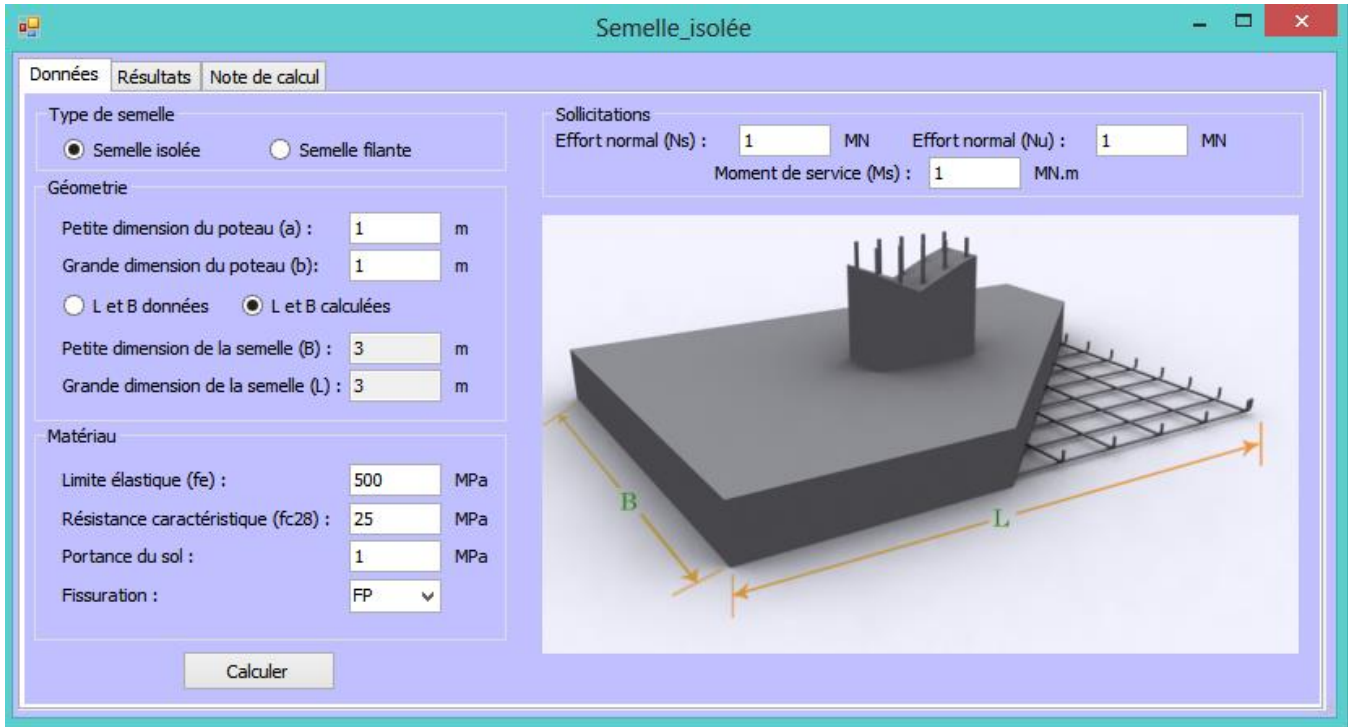 Semelle_isolée
Données Résultats Note de calcul
Type de semelle
Semelle isolée Semelle filante
Géometrie
Petite dimension du poteau (a) : 1 m
Grande dimension du poteau (b): 1 m
L et B données L et B calculées
Petite dimension de la semelle (B) : 3 m
Grande dimension de la semelle (L) : 3 m
Matériau
Limite élastique (fe) : 500 MPa
Résistance caractéristique (fc28) : 25 MPa
Portance du sol : 1 MPa
Fissuration : FP
Calculer
Sollicitations
Effort normal (Ns) : 1 MN Effort normal (Nu) : 1 MN
Moment de service (Ms) : 1 MN.m
B
L